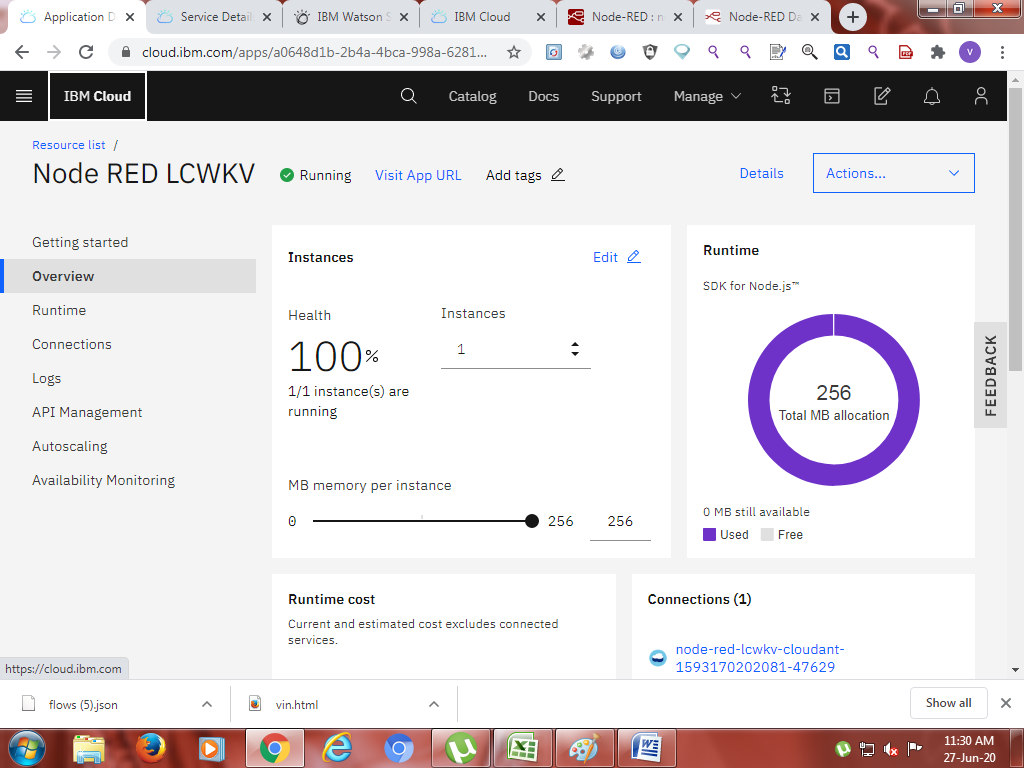 Application D
Service Detail
IBM Watson S
IBM Cloud
Node-RED : n
Node-RED Da
cloud.ibm.com/apps/a0648d1b-2b4a-4bca-998a-6281...
V
IBM Cloud
Catalog
Docs
Support
Manage
Resource list /
Node RED LCWKV
Running
Visit App URL
Add tags
Details
Actions...
Getting started
Overview
Runtime
Connections
Logs
API Management
Autoscaling
Availability Monitoring
Instances
Edit
Health
100%
1/1 instance(s) are
running
Instances
1
MB memory per instance
0
256
256
Runtime
SDK for Node.js™
256
Total MB allocation
0 MB still available
Used
Free
FEEDBACK
Runtime cost
Current and estimated cost excludes connected
services.
Connections (1)
node-red-lcwkv-cloudant-
1593170202081-47629
https://cloud.ibm.com
flows (5).json
vin.html
Show all
11:30 AM
27-Jun-20